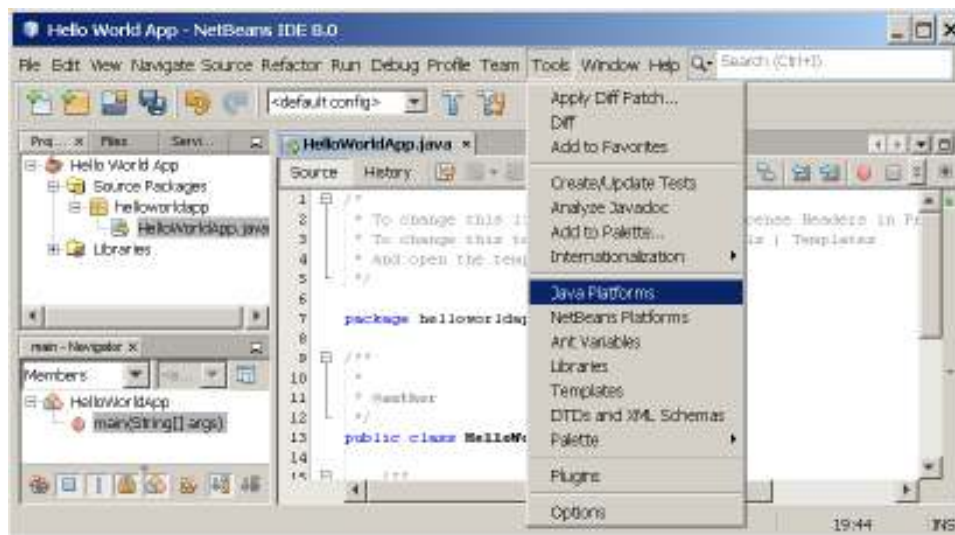 Hello World App - NetBeans IDE 8.0
File Edit View Navigate Source Refactor Run Debug Profile Team Tools Window Help Search (Ctrl+I)
<default config>
Files Servi...
Hello World App
Source Packages
helloworldapp
HelloWorldApp.java
Libraries
main - Navigator x
Members
HelloWorldApp
main(String[] args)
HelloWorldApp.java x
Source History
1 /*
2 * To change this
3 * To change this
4 * and open the
5 */
6
7 package helloworldap
8
9 /**
10 *
11 * @author
12 */
13 public class HelloWo
14
15 /**
Headers in
| Templates
Apply Diff Patch...
Diff
Add to Favorites
Create/Update Tests
Analyze Javadoc
Add to Palette...
Internationalization
Java Platforms
NetBeans Platforms
Ant Variables
Libraries
Templates
DTDs and XML Schemas
Palette
Plugins
Options
19:44 INS